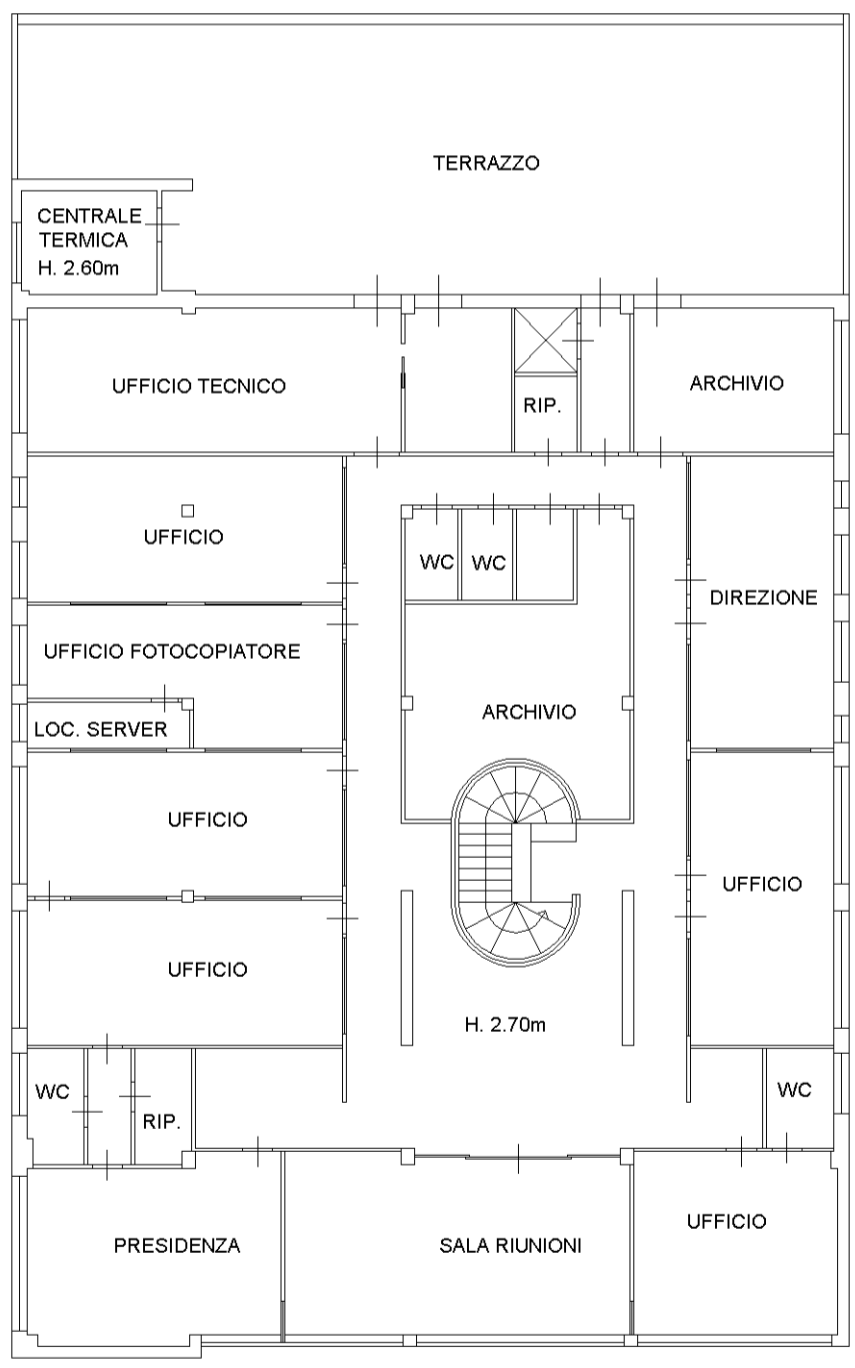 TERRAZZO
CENTRALE
TERMICA
H. 2.60m
UFFICIO TECNICO
RIP.
ARCHIVIO
UFFICIO
WC
WC
DIREZIONE
UFFICIO FOTOCOPIATORE
LOC. SERVER
ARCHIVIO
UFFICIO
UFFICIO
UFFICIO
H. 2.70m
WC
RIP.
WC
PRESIDENZA
SALA RIUNIONI
UFFICIO